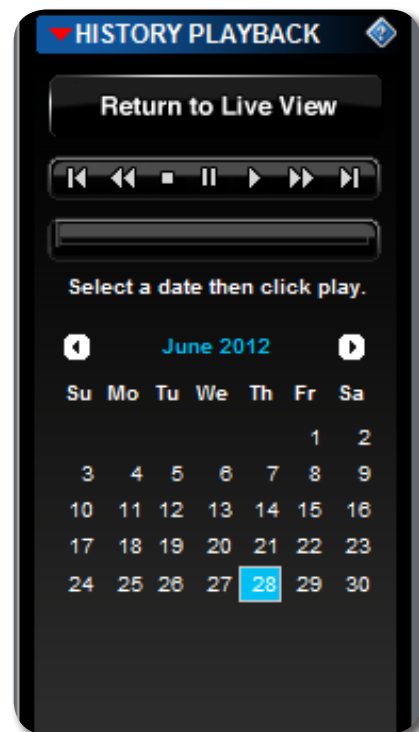 HISTORY PLAYBACK ?
Return to Live View
Select a date then click play.
June 2012
Su Mo Tu We Th Fr Sa
1 2
3 4 5 6 7 8 9
10 11 12 13 14 15 16
17 18 19 20 21 22 23
24 25 26 27 28 29 30